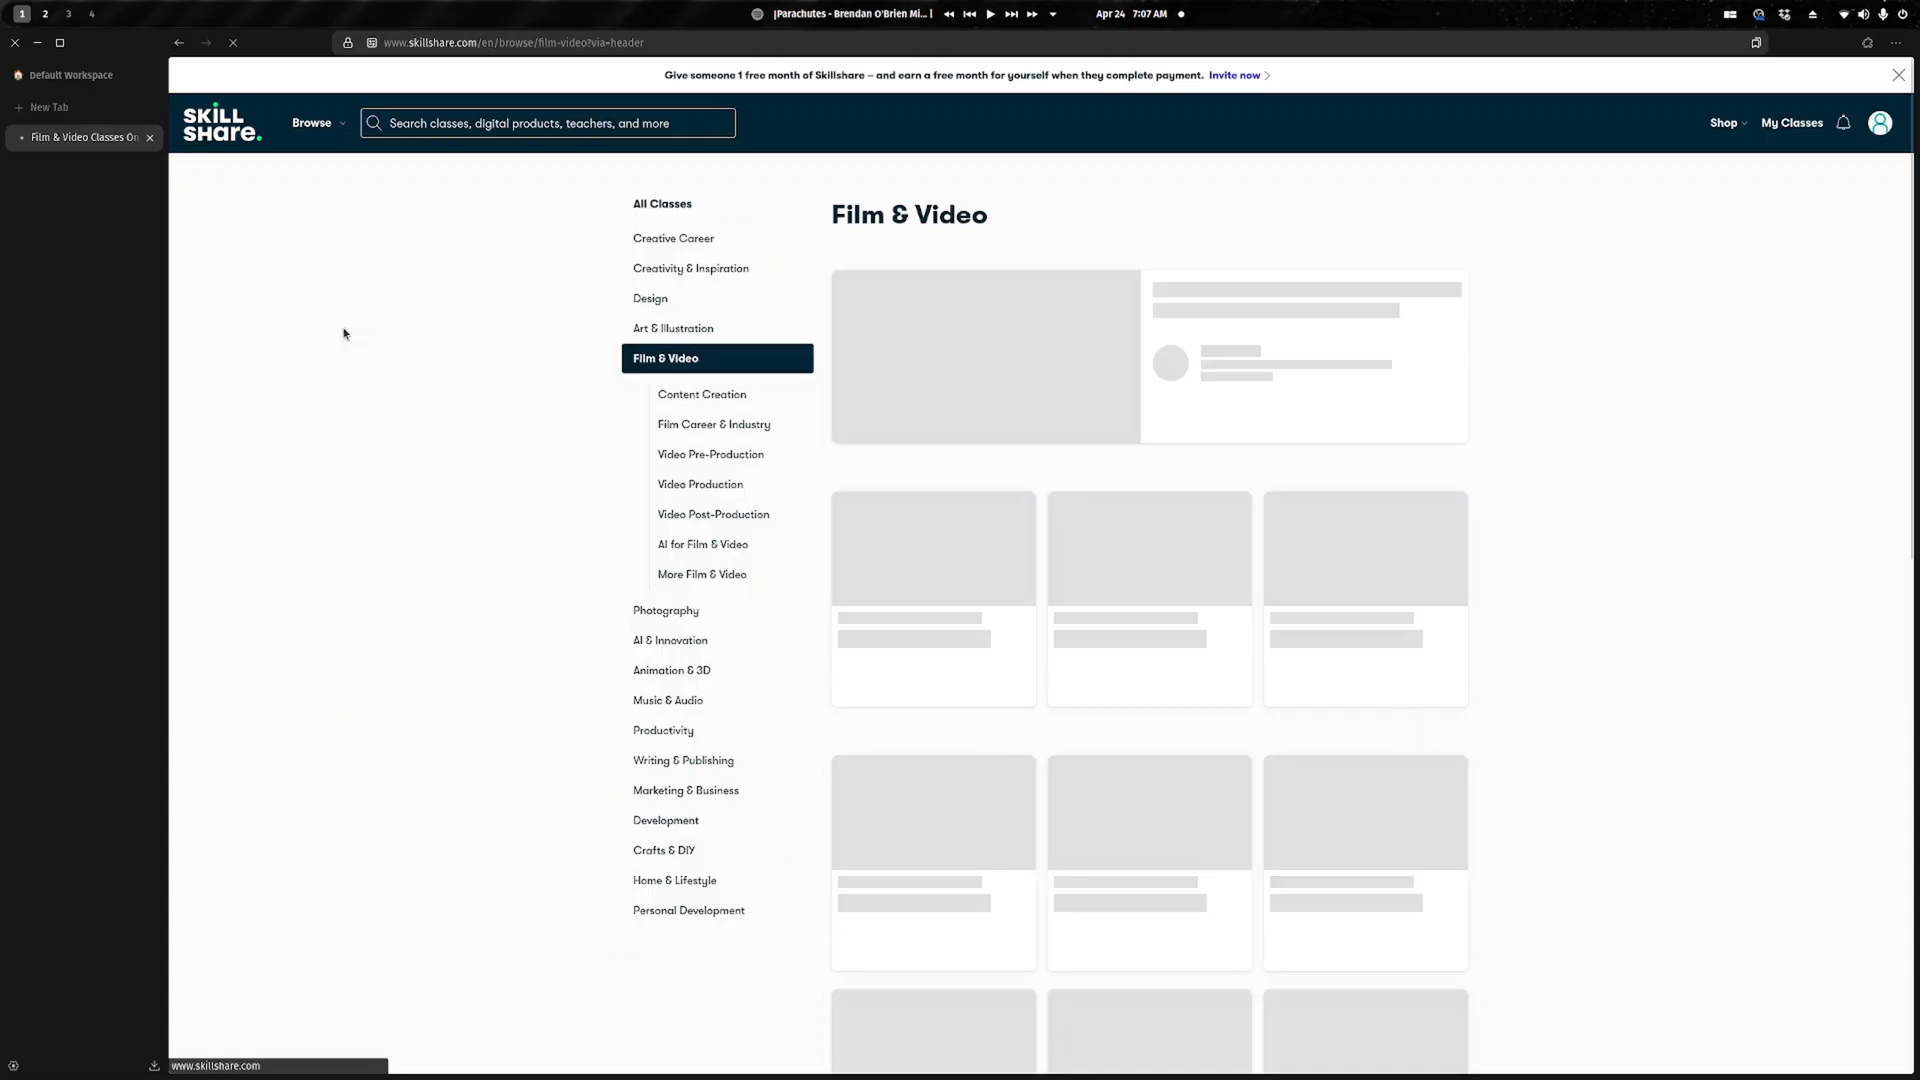 1 2 3 4
|Parachutes - Brendan O'Brien Mi... |
Apr 24 7:07 AM
www.skillshare.com/en/browse/film-video?via=header
Default Workspace
New Tab
Film & Video Classes On
Give someone 1 free month of Skillshare – and earn a free month for yourself when they complete payment. Invite now
SKILL
SHARE.
Browse
Search classes, digital products, teachers, and more
Shop
My Classes
All Classes
Creative Career
Creativity & Inspiration
Design
Art & Illustration
Film & Video
Content Creation
Film Career & Industry
Video Pre-Production
Video Production
Video Post-Production
AI for Film & Video
More Film & Video
Photography
AI & Innovation
Animation & 3D
Music & Audio
Productivity
Writing & Publishing
Marketing & Business
Development
Crafts & DIY
Home & Lifestyle
Personal Development
Film & Video
www.skillshare.com